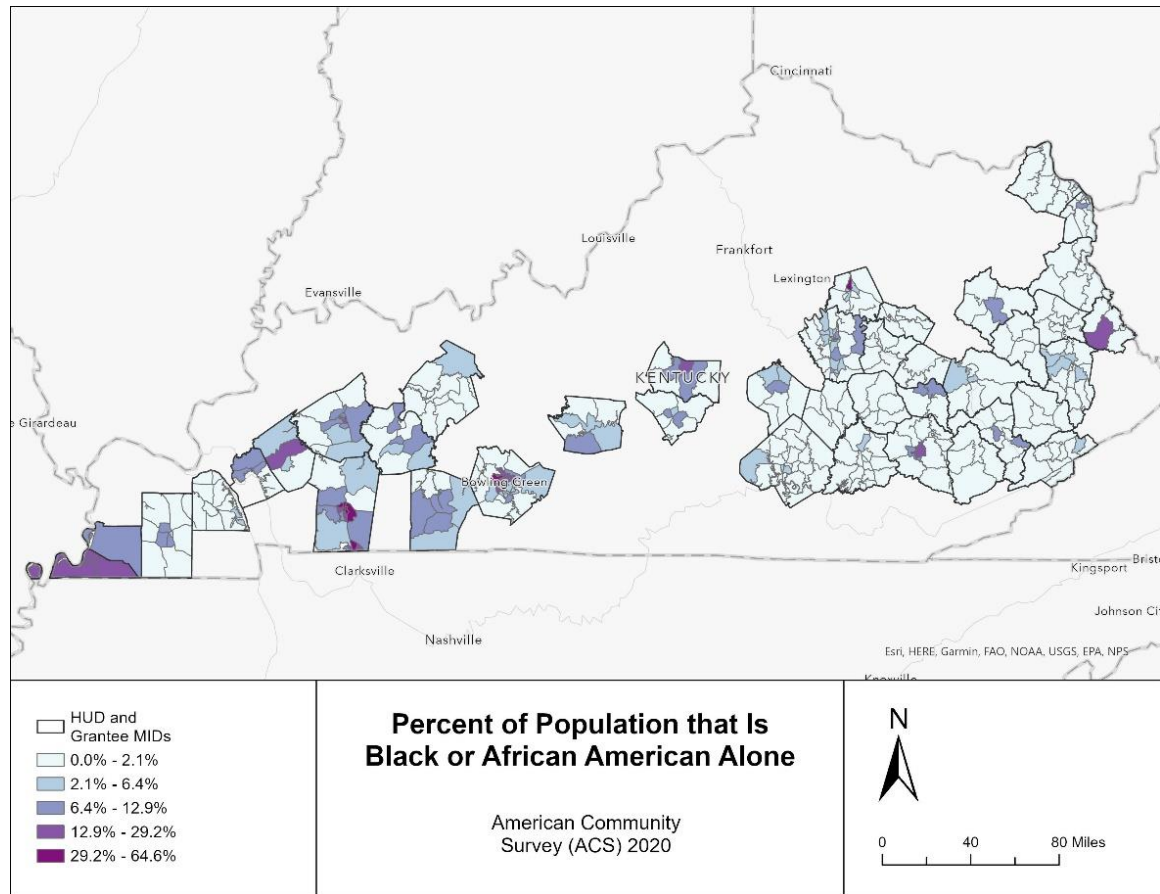 Cincinnati
Louisville
Frankfort
Lexington
Evansville
KENTUCKY
e Girardeau
Bowling Green
Clarksville
Kingsport
Bristo
Johnson Cit
Nashville
Esri, HERE, Garmin, FAO, NOAA, USGS, EPA, NPS
Knoxville
HUD and
Grantee MIDs
0.0% - 2.1%
2.1% - 6.4%
6.4% - 12.9%
12.9% - 29.2%
29.2% - 64.6%
Percent of Population that Is
Black or African American Alone
American Community
Survey (ACS) 2020
N
0 40 80 Miles